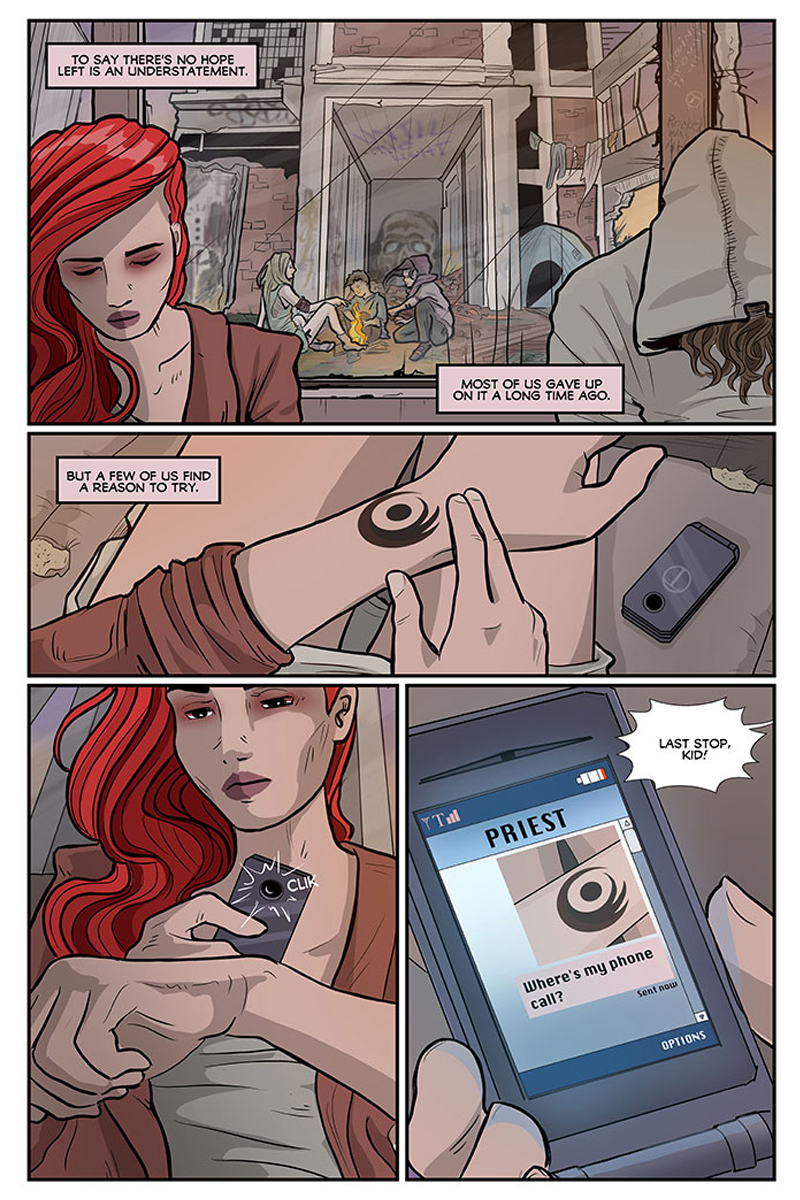 TO SAY THERE'S NO HOPE
LEFT IS AN UNDERSTATEMENT.
MOST OF US GAVE UP
ON IT A LONG TIME AGO.
BUT A FEW OF US FIND
A REASON TO TRY.
CLIK
LAST STOP,
KID!
T
PRIEST
Where's my phone
call?
Sent now
OPTIONS